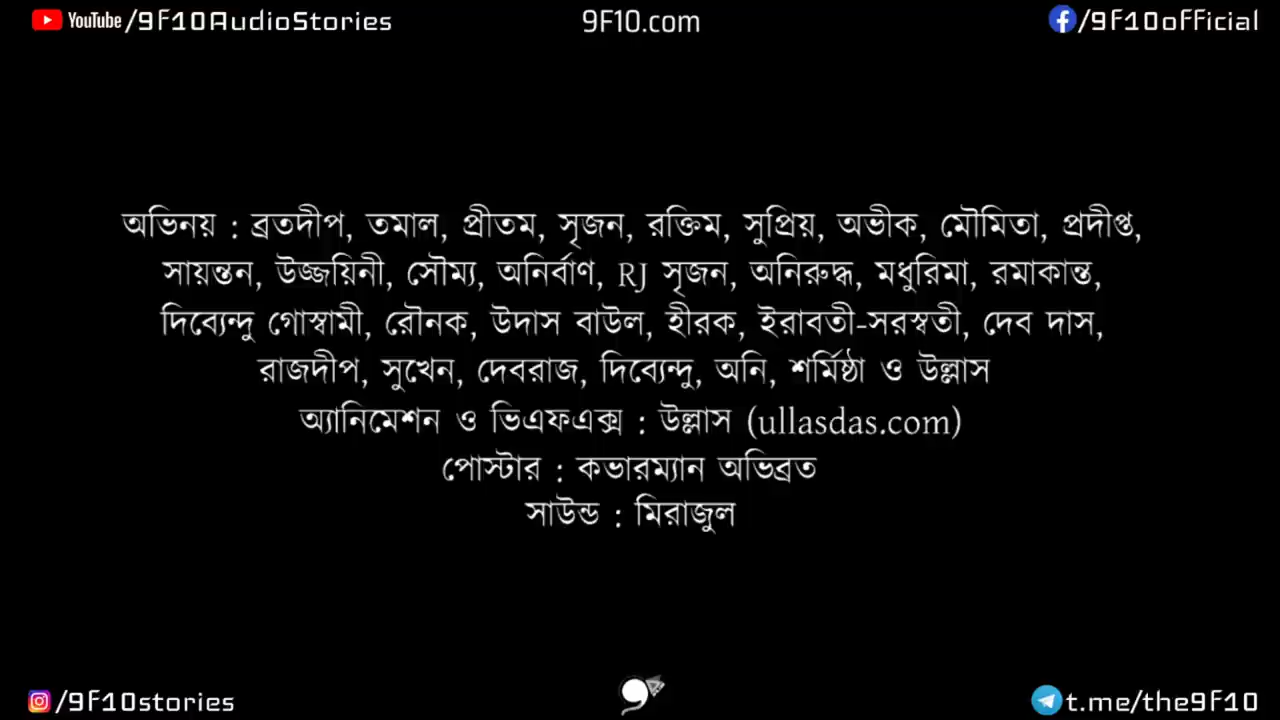 YouTube /9F10AudioStories
9F10.com
/9F10official
অভিনয় : ব্রতদীপ, তমাল, প্রীতম, সৃজন, রক্তিম, সুপ্রিয়, অভীক, মৌমিতা, প্রদীপ্ত,
সায়ন্তন, উজ্জয়িনী, সৌম্য, অনির্বাণ, RJ সৃজন, অনিরুদ্ধ, মধুরিমা, রমাকান্ত,
দিব্যেন্দু গোস্বামী, রৌনক, উদাস বাউল, হীরক, ইরাবতী-সরস্বতী, দেব দাস,
রাজদীপ, সুখেন, দেবরাজ, দিব্যেন্দু, অনি, শর্মিষ্ঠা ও উল্লাস
অ্যানিমেশন ও ভিএফএক্স : উল্লাস (ullasdas.com)
পোস্টার : কভারম্যান অভিব্রত
সাউন্ড : মিরাজুল
/9F10stories
t.me/the9F10